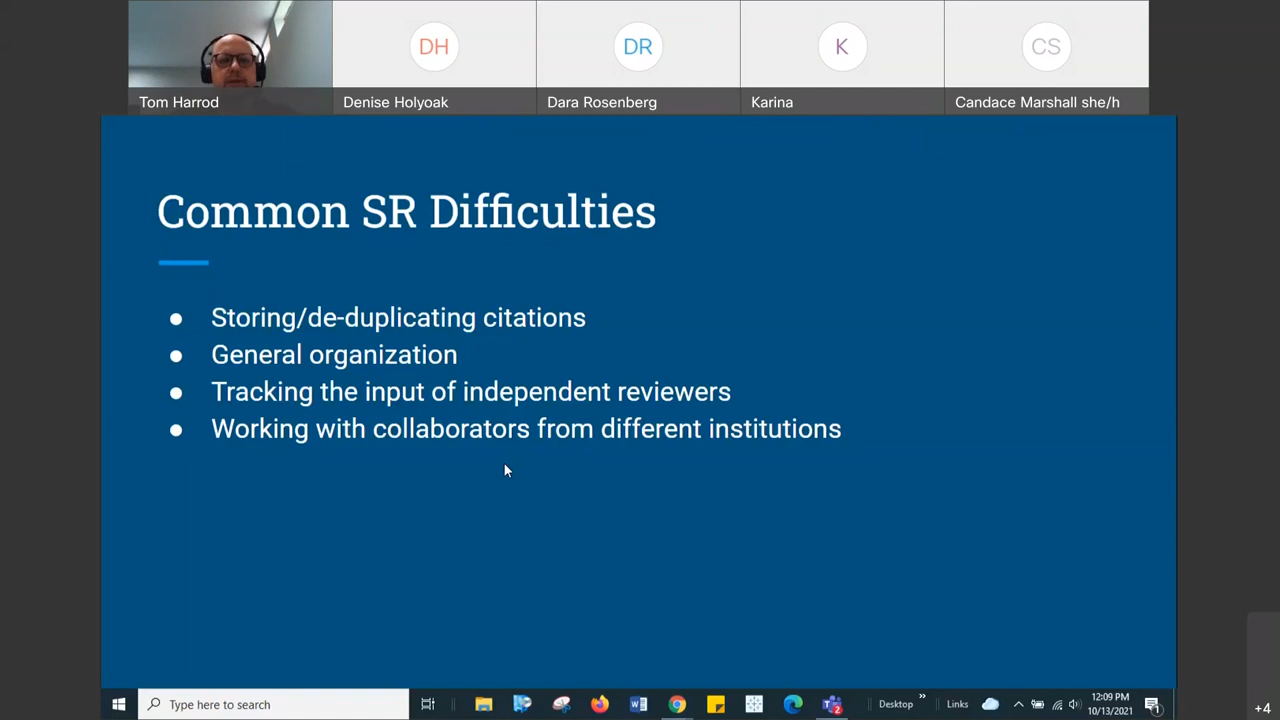 DH
DR
K
CS
Tom Harrod
Denise Holyoak
Dara Rosenberg
Karina
Candace Marshall she/h
Common SR Difficulties
● Storing/de-duplicating citations
● General organization
● Tracking the input of independent reviewers
● Working with collaborators from different institutions
Type here to search
Desktop
Links
12:09 PM
10/13/2021
+4